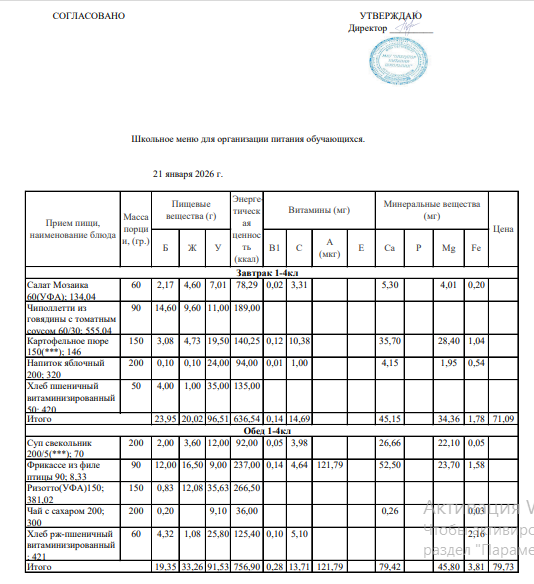 СОГЛАСОВАНО УТВЕРЖДАЮ
Директор
Школьное меню для организации питания обучающихся.
21 января 2026 г.
Прием пищи, наименование блюда Масса порции, (гр.) Пищевые вещества (г) Энергетическая ценность (ккал) Витамины (мг) Минеральные вещества (мг) Цена
Б Ж У В1 С А (мкг) Е Ca P Mg Fe
Завтрак 1-4кл
Салат Мозаика 60 2,17 4,60 7,01 78,29 0,02 3,31 5,30 4,01 0,20
60(УФА); 134,04
Чиполлетти из 90 14,60 9,60 11,00 189,00
говядины с томатным
соусом 60/30; 555,04
Картофельное пюре 150 3,08 4,73 19,50 140,25 0,12 10,38 35,70 28,40 1,04
150(***); 146
Напиток яблочный 200 0,10 0,10 24,00 94,00 0,01 1,00 4,15 1,95 0,54
200; 320
Хлеб пшеничный 50 4,00 1,00 35,00 135,00
витаминизированный
50; 420
Итого 23,95 20,02 96,51 636,54 0,14 14,69 45,15 34,36 1,78 71,09
Обед 1-4кл
Суп свекольник 200 2,00 3,60 12,00 92,00 0,05 3,98 26,66 22,10 0,05
200/5(***); 70
Фрикассе из филе 90 12,00 16,50 9,00 237,00 0,14 4,64 121,79 52,50 23,70 1,58
птицы 90; 8,33
Ризотто(УФА)150; 150 0,83 12,08 35,63 266,50
381,02
Чай с сахаром 200; 200 0,20 9,10 36,00 0,26 0,03
300
Хлеб рж-пшеничный 60 4,32 1,08 25,80 125,40 0,10 5,10 2,16
витаминизированный
; 421
Итого 19,35 33,26 91,53 756,90 0,28 13,71 121,79 79,42 45,80 3,81 79,73
Активация W
Чтобы активиро
раздел "Параме